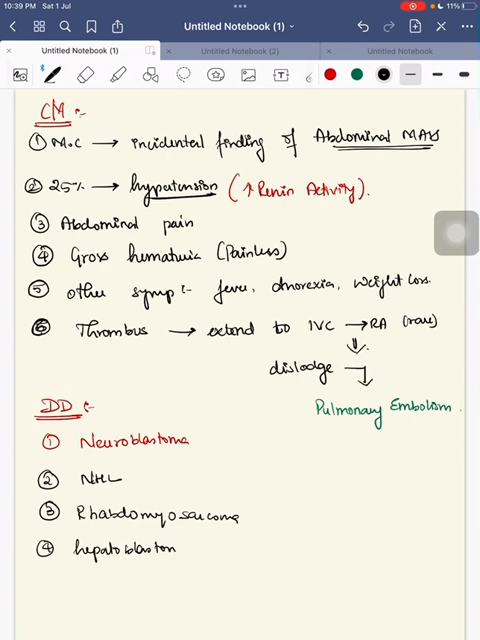 10:39 PM Sat 1 Jul
11%
Untitled Notebook (1)
Untitled Notebook (1)
Untitled Notebook (2)
Untitled Notebook
CM :-
① M.C → incidental finding of Abdominal MASS
② 25% → hypertension (↑ Renin Activity).
③ Abdominal pain
④ Gross hematuria (Painless)
⑤ other symp :- fever, Anorexia, Weight loss.
⑥ Thrombus → extend to IVC → RA (rare)
dislodge
Pulmonary Embolism.
DD :-
① Neuroblastoma
② NHL
③ Rhabdomyosarcoma
④ hepatoblastom